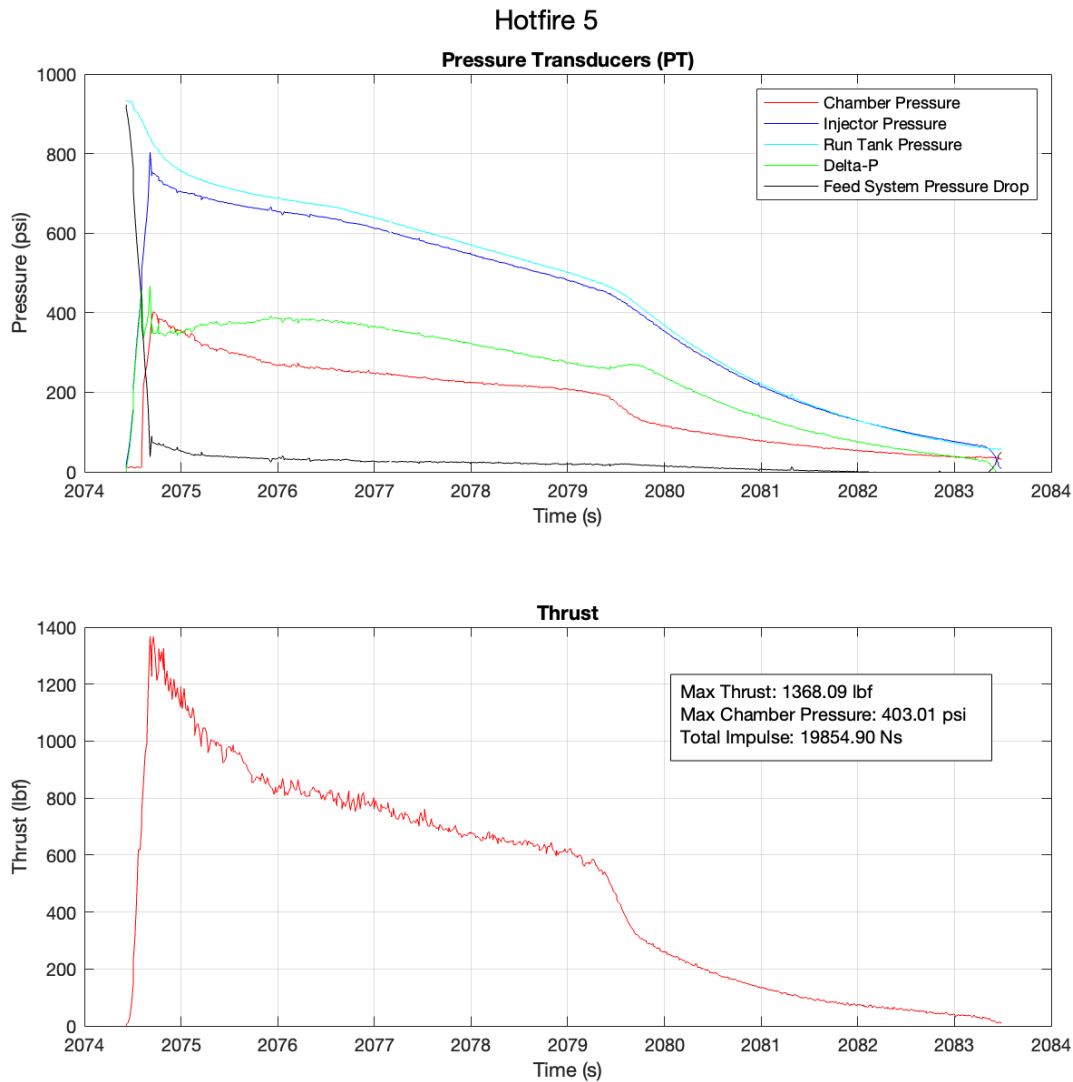 Hotfire 5
Pressure Transducers (PT)
1000
800
600
400
200
0
Pressure (psi)
Chamber Pressure
Injector Pressure
Run Tank Pressure
Delta-P
Feed System Pressure Drop
2074 2075 2076 2077 2078 2079 2080 2081 2082 2083 2084
Time (s)
Thrust
1400
1200
1000
800
600
400
200
0
Thrust (lbf)
Max Thrust: 1368.09 lbf
Max Chamber Pressure: 403.01 psi
Total Impulse: 19854.90 Ns
2074 2075 2076 2077 2078 2079 2080 2081 2082 2083 2084
Time (s)